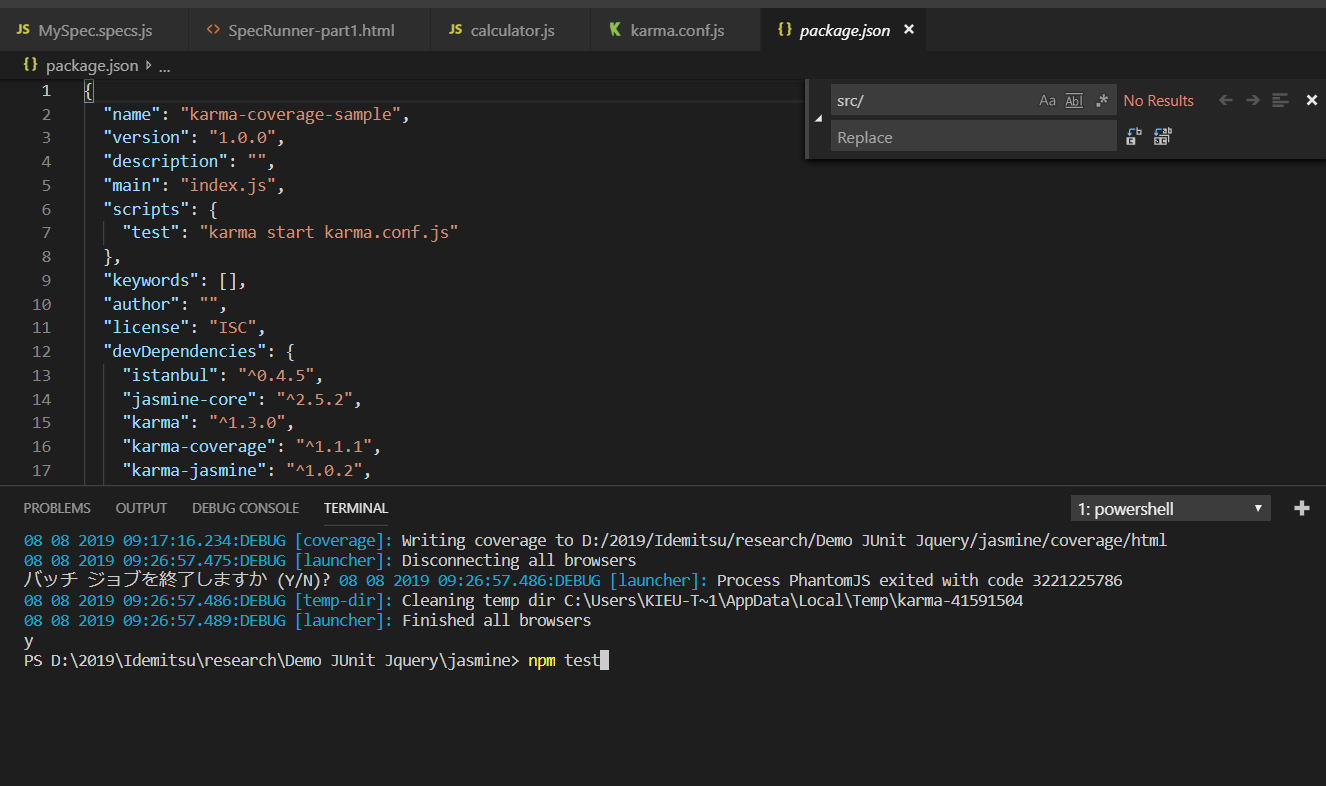 JS MySpec.specs.js <> SpecRunner-part1.html JS calculator.js K karma.conf.js {} package.json ×
{} package.json ...
src/ Aa Abl .* No Results
Replace
1 {
2 "name": "karma-coverage-sample",
3 "version": "1.0.0",
4 "description": "",
5 "main": "index.js",
6 "scripts": {
7 "test": "karma start karma.conf.js"
8 },
9 "keywords": [],
10 "author": "",
11 "license": "ISC",
12 "devDependencies": {
13 "istanbul": "^0.4.5",
14 "jasmine-core": "^2.5.2",
15 "karma": "^1.3.0",
16 "karma-coverage": "^1.1.1",
17 "karma-jasmine": "^1.0.2",
PROBLEMS OUTPUT DEBUG CONSOLE TERMINAL 1: powershell
08 08 2019 09:17:16.234:DEBUG [coverage]: Writing coverage to D:/2019/Idemitsu/research/Demo JUnit Jquery/jasmine/coverage/html
08 08 2019 09:26:57.475:DEBUG [launcher]: Disconnecting all browsers
バッチ ジョブを終了しますか (Y/N)? 08 08 2019 09:26:57.486:DEBUG [launcher]: Process PhantomJS exited with code 3221225786
08 08 2019 09:26:57.486:DEBUG [temp-dir]: Cleaning temp dir C:\Users\KIEU-T~1\AppData\Local\Temp\karma-41591504
08 08 2019 09:26:57.489:DEBUG [launcher]: Finished all browsers
y
PS D:\2019\Idemitsu\research\Demo JUnit Jquery\jasmine> npm test